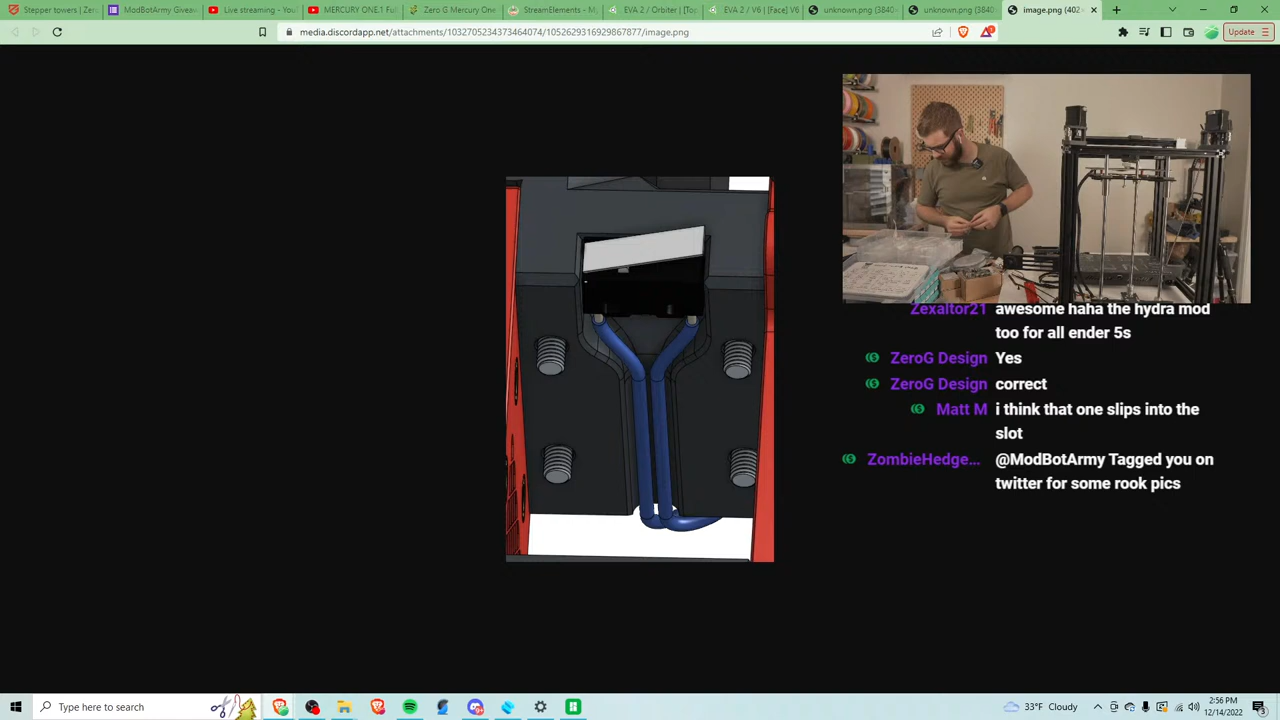 Stepper towers | Zer
ModBotArmy Giveaw
Live streaming - You
MERCURY ONE.1 Ful
Zero G Mercury One
StreamElements - M
EVA 2 / Orbiter | [To
EVA 2 / V6 | [Face] V6
unknown.png (3840
unknown.png (3840
image.png (402×
media.discordapp.net/attachments/1032705234373464074/1052629316929867877/image.png
Update
Zexaltor21 awesome haha the hydra mod
too for all ender 5s
ZeroG Design Yes
ZeroG Design correct
Matt M i think that one slips into the
slot
ZombieHedge... @ModBotArmy Tagged you on
twitter for some rook pics
Type here to search
33°F Cloudy
2:56 PM
12/14/2022
3